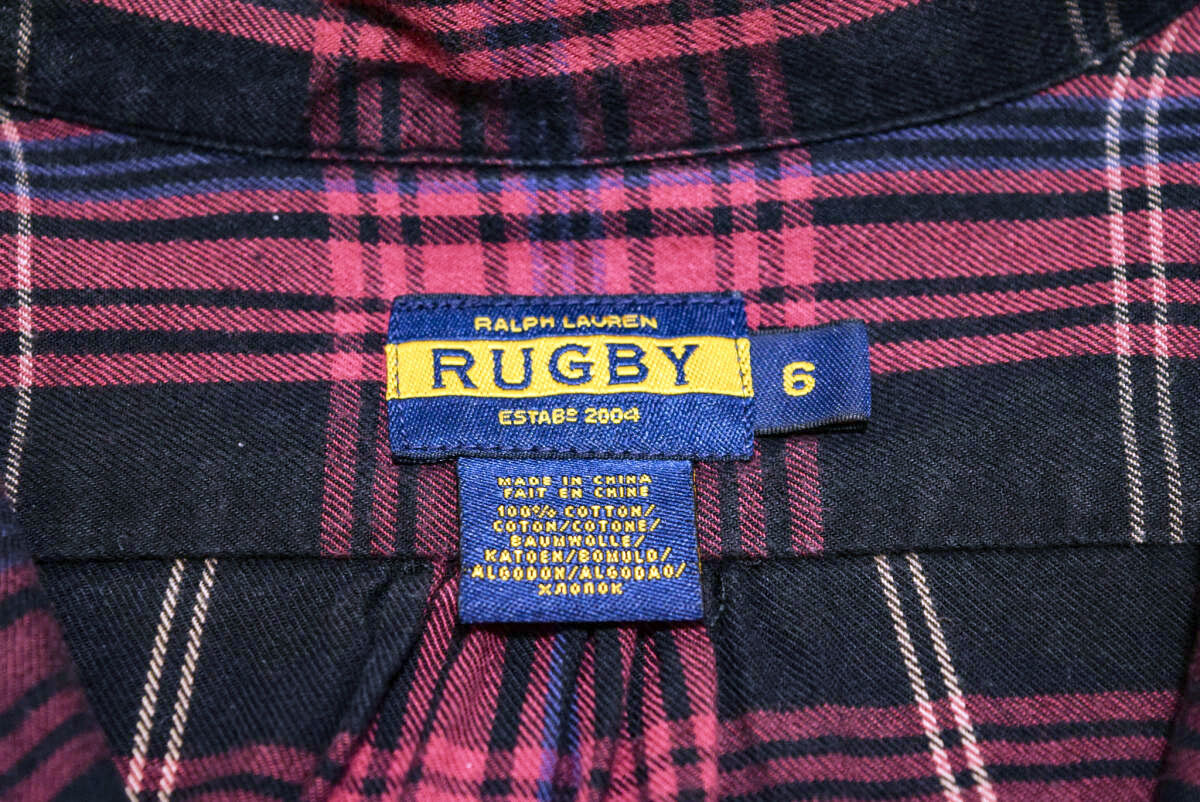 RALPH LAUREN
RUGBY
ESTABD 2004
6
MADE IN CHINA
FAIT EN CHINE
100% COTTON/
COTON/COTONE/
BAUMWOLLE/
KATOEN/BOMULD/
ALGODON/ALGODAO/
ХЛОПОК